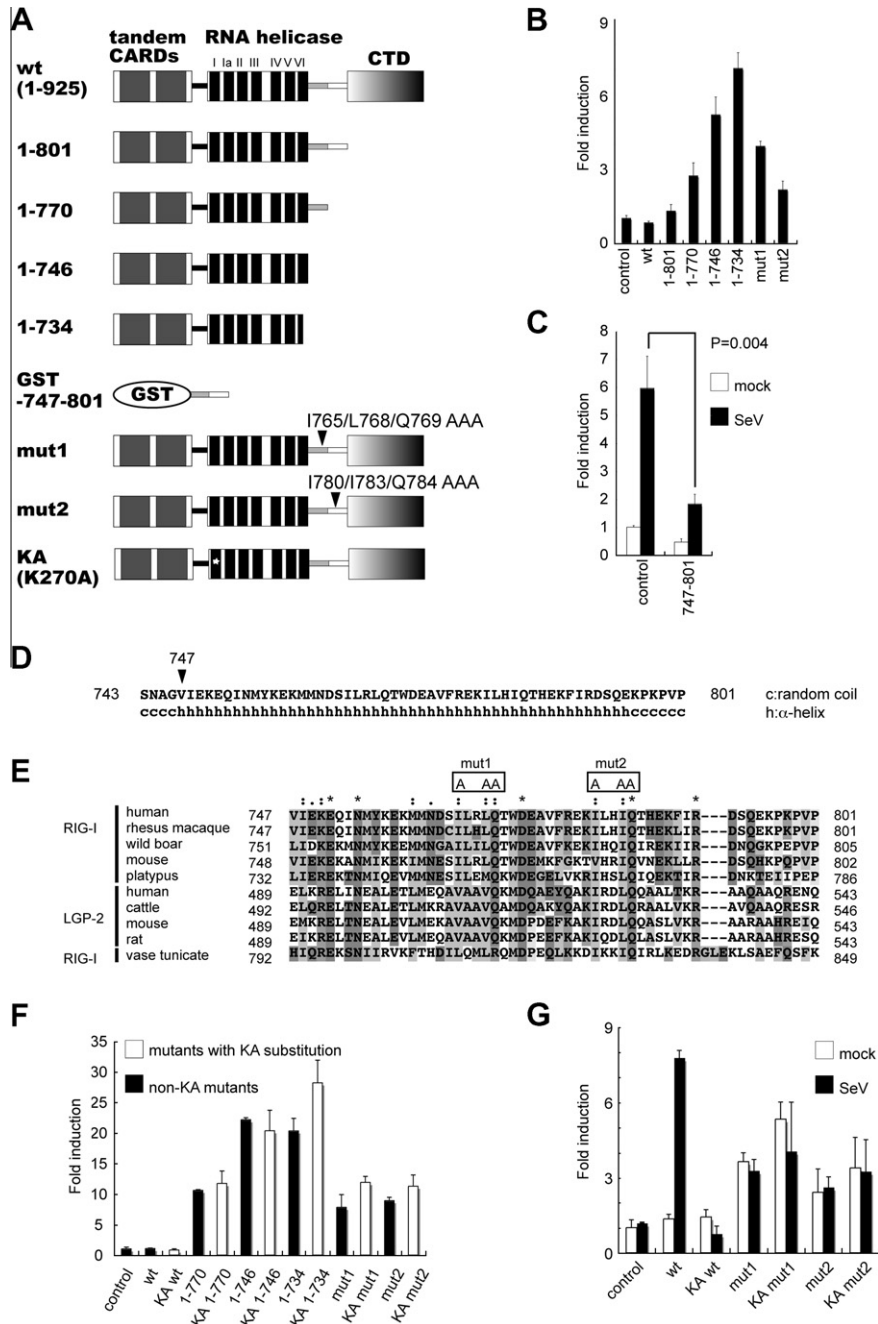 A
tandem CARDs
RNA helicase
CTD
I Ia II III IV V VI
wt
(1-925)
1-801
1-770
1-746
1-734
GST
-747-801
GST
I765/L768/Q769 AAA
mut1
I780/I783/Q784 AAA
mut2
KA
(K270A)
B
Fold induction
9
6
3
0
control
wt
1-801
1-770
1-746
1-734
mut1
mut2
C
Fold induction
8
7
6
5
4
3
2
1
0
P=0.004
mock
SeV
control
747-801
D
747
743 SNAGVIEKEQINMYKEKMMNDSILRLQTWDEAVFREKILHIQTHEKFIRDSQEKPKPVP 801 c:random coil
h:α-helix
E
mut1
mut2
A AA
A AA
RIG-I
human 747 VIEKEQINMYKEKMMNDSILRLQTWDEAVFREKILHIQTHEKFIR----DSQEKPKPVP 801
rhesus macaque 747 VIEKEQINMYKEKMMNDCILHLQTWDEAVFREKILHIQTHEKFIR----DSQEKPKPVP 801
wild boar 751 LIDKEKMNMYKEKMMNGAILGLQTWDEAVFREKILHIQIREKLIR----DSQEKPQPVP 805
mouse 748 VIEKEKANMIKEKIMNESILRLQTWDEMKFGKTVHRIQVNEKLLR----DSQHKPQPVP 802
platypus 732 LIEREKTNMIQEKMMNESILEMQKWDEGELVKRIHSLQIQEKTIR----DNKTEIIPEP 786
LGP-2
human 489 ELKRELINEALETLMEQAVAAVQKMDQAEYQAKIRDLQQAALTKR----AAQAAQRENQ 543
cattle 492 ELQRELTNEALEVLMEQAVAAVQRMDQAKYQAKIRDLQRAALVKR----AAQAARRESR 546
mouse 489 EMKRELTNEALEVLMEKAVAAVQKMDPDEFKAKIRDLQQASLVKR----AARAAHREIQ 543
rat 489 EIKRELTNEALEVLMEKAVAAVQKMDPEEFKAKIRDLQLASLVKR----AARAAHREIQ 543
RIG-I
vase tunicate 792 HIQREKSNIIRVKFTHDILQMLRQMDPEQLKKDIKKIQLKEDRGLEKLSAEFQSFK 849
F
Fold induction
35
30
25
20
15
10
5
0
mutants with KA substitution
non-KA mutants
control
wt
KA wt
1-770
KA 1-770
1-746
KA 1-746
1-734
KA 1-734
mut1
KA mut1
mut2
KA mut2
G
Fold induction
9
6
3
0
mock
SeV
control
wt
KA wt
mut1
KA mut1
mut2
KA mut2